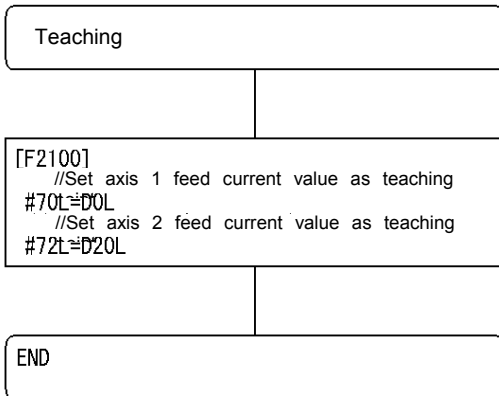 Teaching
[F2100]
//Set axis 1 feed current value as teaching
#70L=D0L
//Set axis 2 feed current value as teaching
#72L=D20L
END